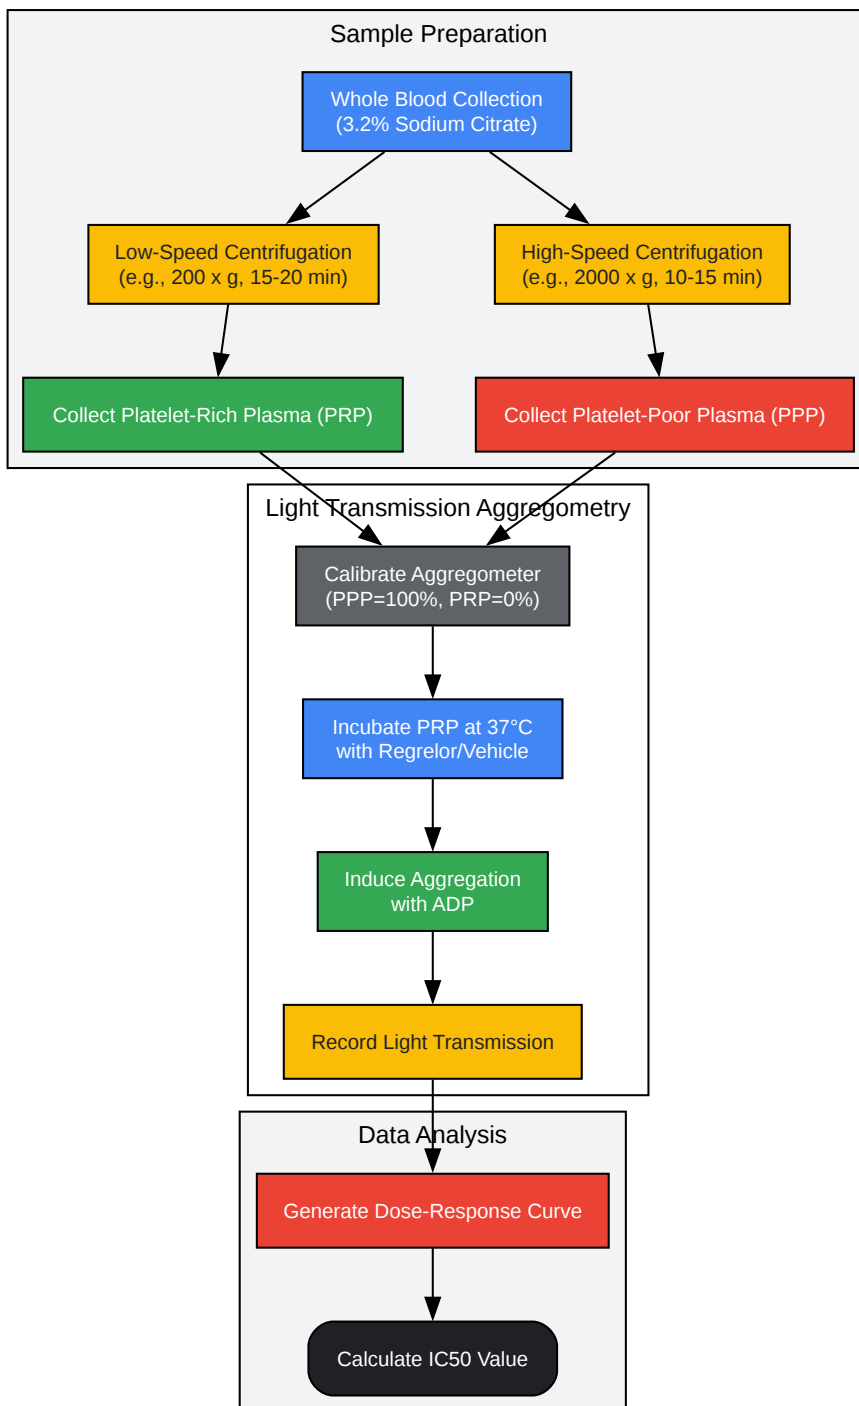 Sample Preparation
Whole Blood Collection
(3.2% Sodium Citrate)
Low-Speed Centrifugation
(e.g., 200 x g, 15-20 min)
High-Speed Centrifugation
(e.g., 2000 x g, 10-15 min)
Collect Platelet-Rich Plasma (PRP)
Collect Platelet-Poor Plasma (PPP)
Light Transmission Aggregometry
Calibrate Aggregometer
(PPP=100%, PRP=0%)
Incubate PRP at 37°C
with Regrelor/Vehicle
Induce Aggregation
with ADP
Record Light Transmission
Data Analysis
Generate Dose-Response Curve
Calculate IC50 Value